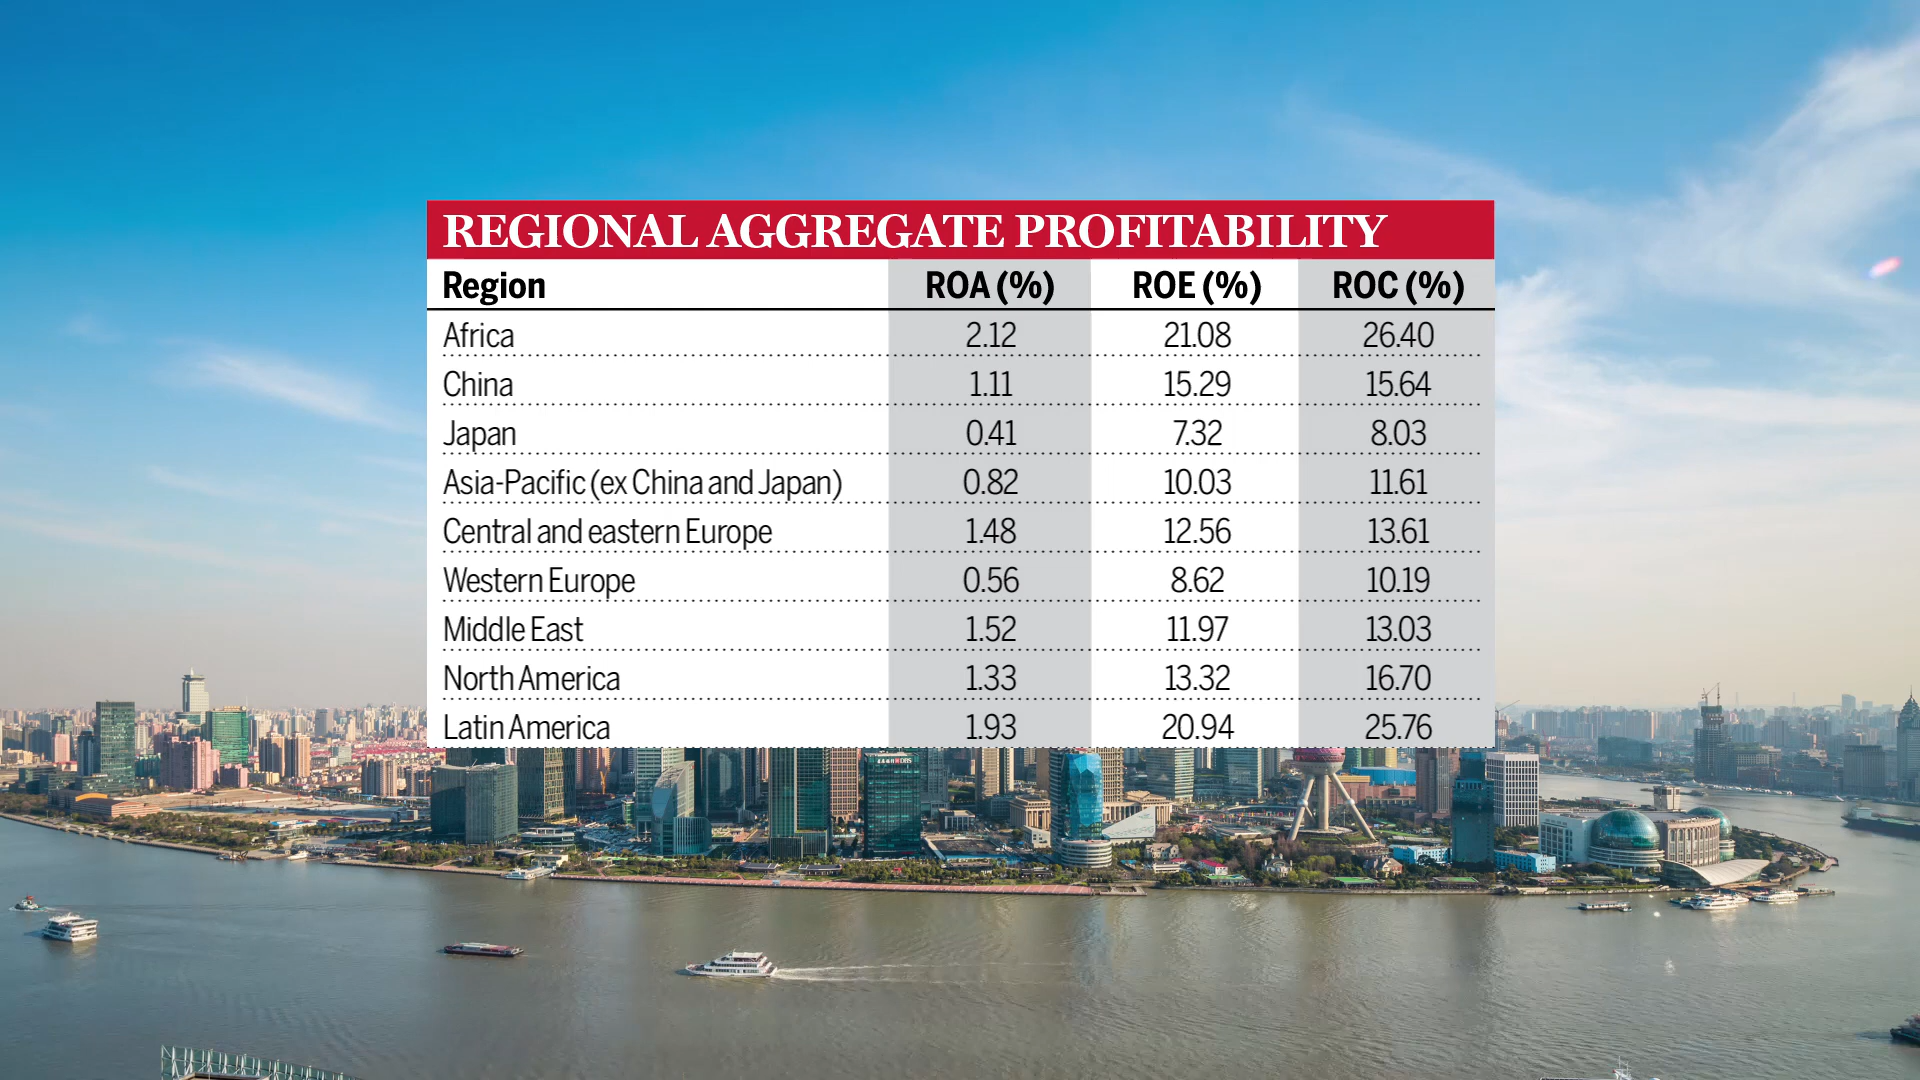 REGIONAL AGGREGATE PROFITABILITY
Region ROA (%) ROE (%) ROC (%)
Africa 2.12 21.08 26.40
China 1.11 15.29 15.64
Japan 0.41 7.32 8.03
Asia-Pacific (ex China and Japan) 0.82 10.03 11.61
Central and eastern Europe 1.48 12.56 13.61
Western Europe 0.56 8.62 10.19
Middle East 1.52 11.97 13.03
North America 1.33 13.32 16.70
Latin America 1.93 20.94 25.76